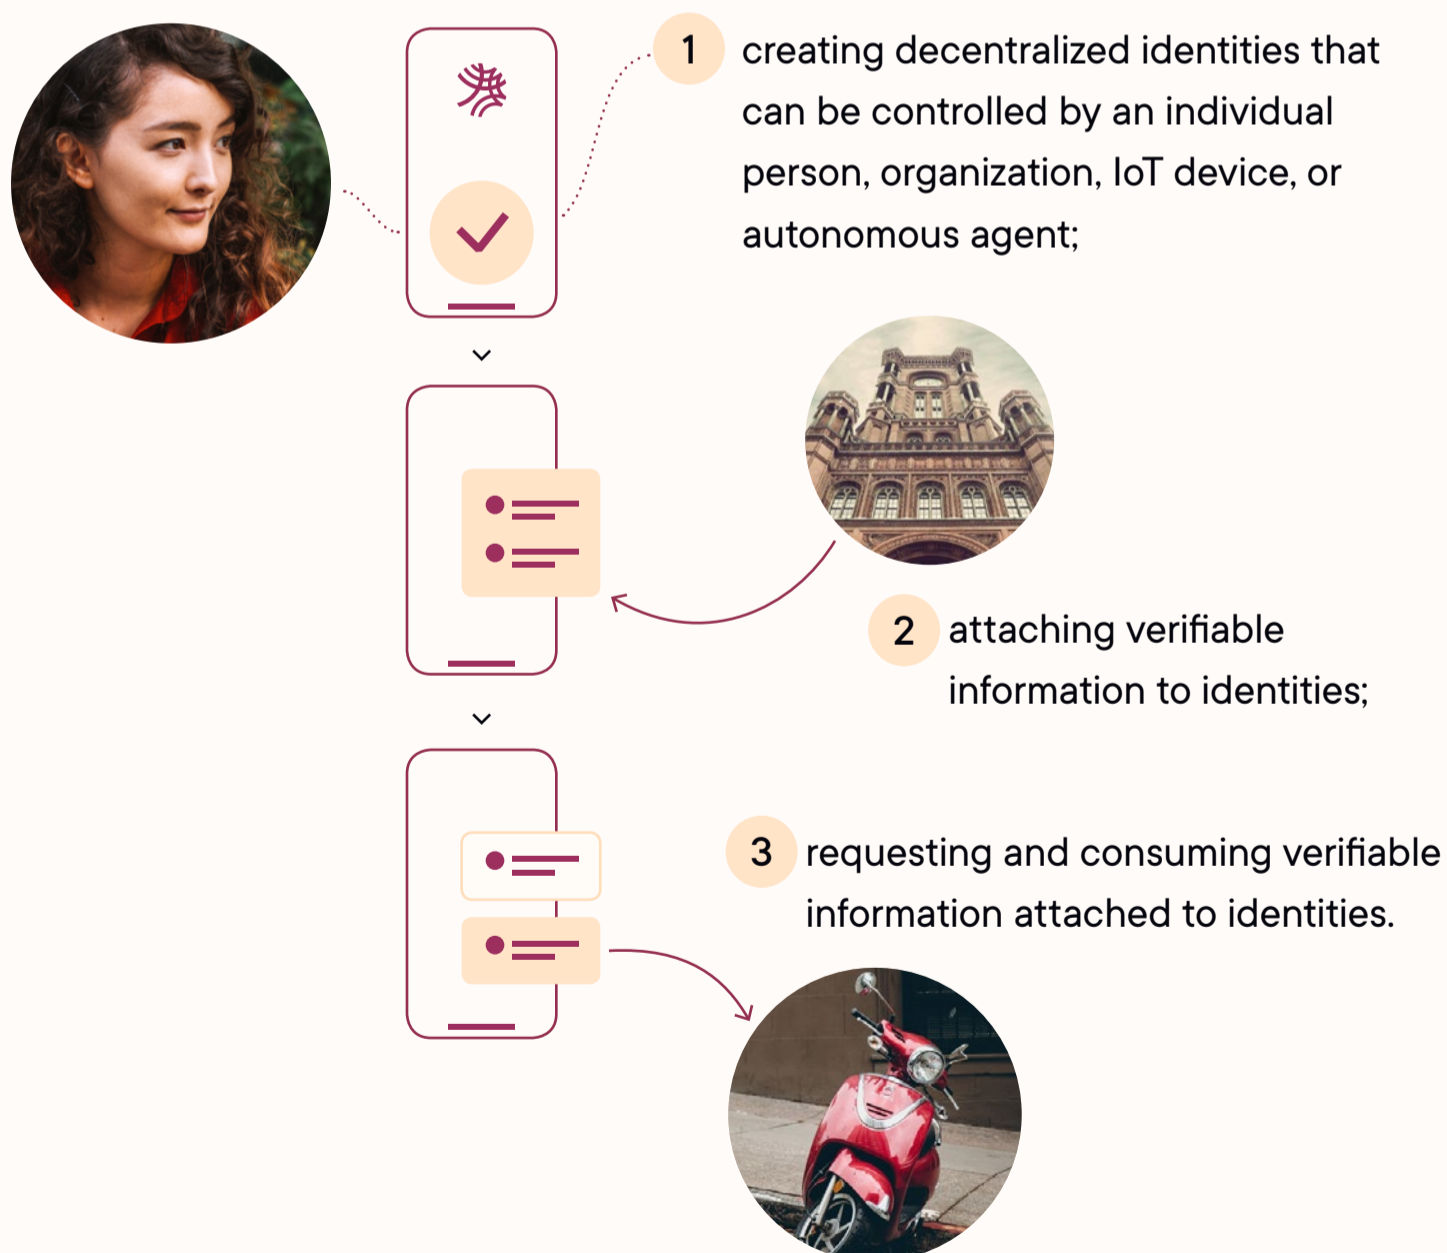 1 creating decentralized identities that
can be controlled by an individual
person, organization, IoT device, or
autonomous agent;
2 attaching verifiable
information to identities;
3 requesting and consuming verifiable
information attached to identities.